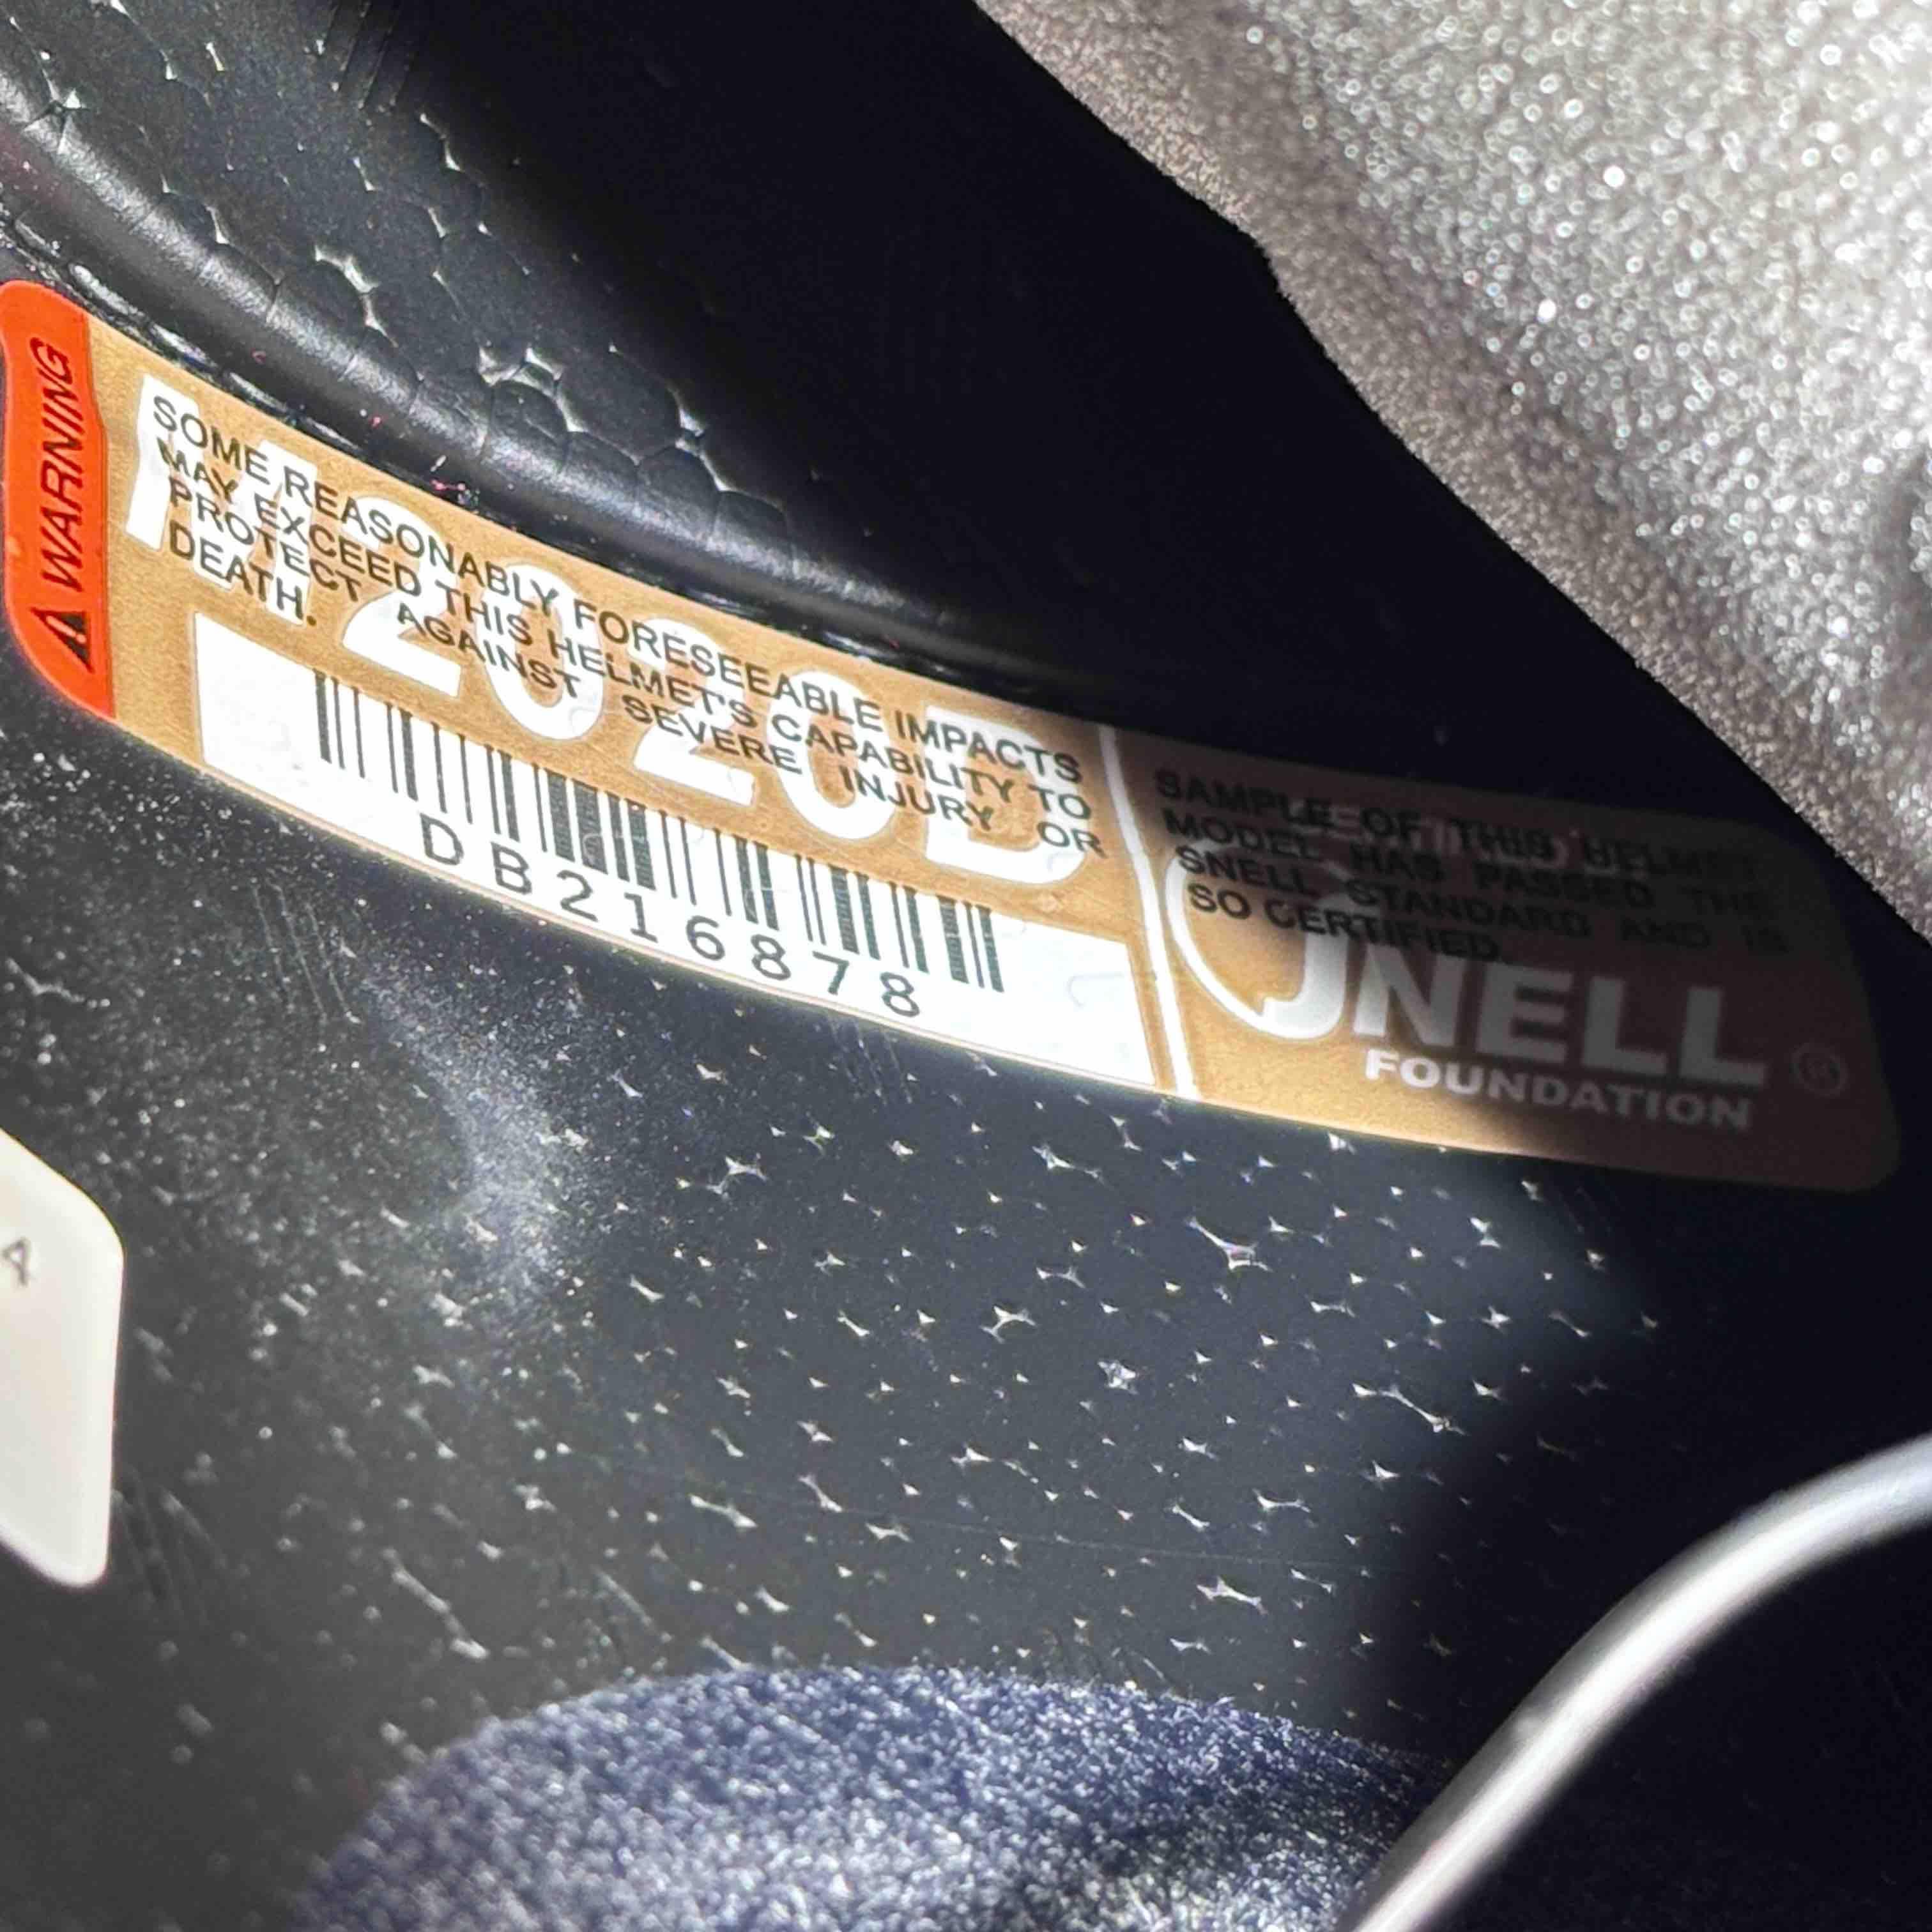 ⚠ WARNING
SOME REASONABLY FORESEEABLE IMPACTS
MAY EXCEED THIS HELMET'S CAPABILITY TO
PROTECT AGAINST SEVERE INJURY OR
DEATH.
M2020D
DB216878
SAMPLE OF THIS HELMET
MODEL HAS PASSED THE
SNELL STANDARD AND IS
SO CERTIFIED.
SNELL
FOUNDATION
®
4